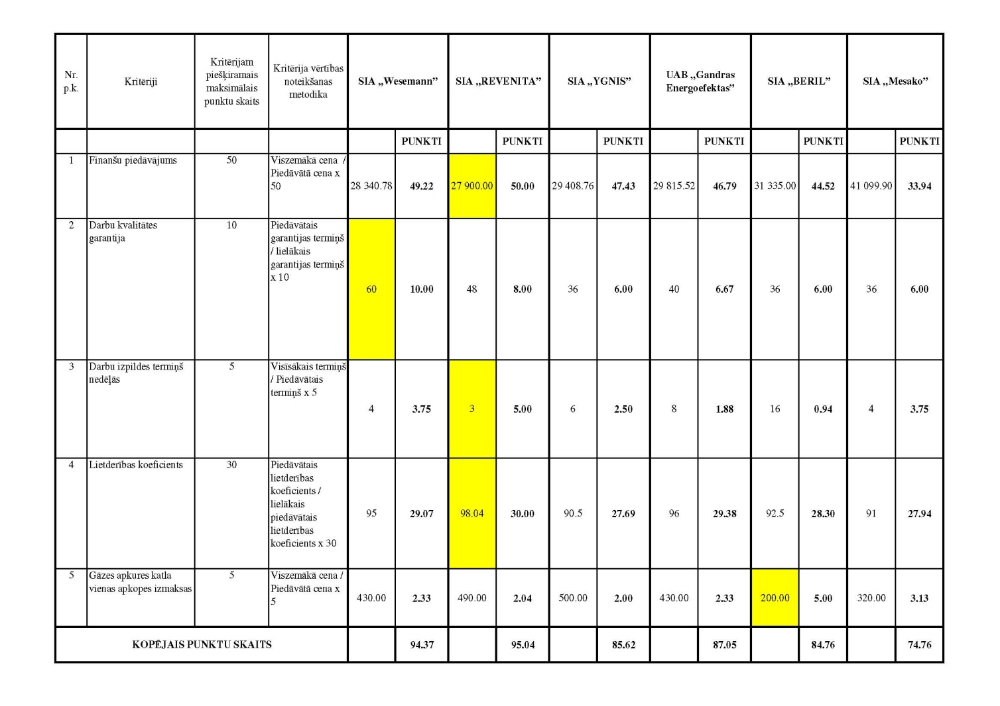 Nr. p.k.
Kritēriji
Kritērijam piešķiramais maksimālais punktu skaits
Kritērija vērtības noteikšanas metodika
SIA „Wesemann”
SIA „REVENITA”
SIA „YGNIS”
UAB „Gandras Energoefektas”
SIA „BERIL”
SIA „Mesako”
PUNKTI PUNKTI PUNKTI PUNKTI PUNKTI PUNKTI
1 Finanšu piedāvājums 50 Viszemākā cena /
Piedāvātā cena x
50
28 340.78 49.22 27 900.00 50.00 29 408.76 47.43 29 815.52 46.79 31 335.00 44.52 41 099.90 33.94
2 Darbu kvalitātes 10 Piedāvātais
garantija garantijas termiņš
/ lielākais
garantijas termiņš
x 10
60 10.00 48 8.00 36 6.00 40 6.67 36 6.00 36 6.00
3 Darbu izpildes termiņš 5 Visīsākais termiņš
nedēļās / Piedāvātais
termiņš x 5
4 3.75 3 5.00 6 2.50 8 1.88 16 0.94 4 3.75
4 Lietderības koeficients 30 Piedāvātais
lietderības
koeficients /
lielākais
piedāvātais
lietderības
koeficients x 30
95 29.07 98.04 30.00 90.5 27.69 96 29.38 92.5 28.30 91 27.94
5 Gāzes apkures katla 5 Viszemākā cena /
vienas apkopes izmaksas Piedāvātā cena x
5
430.00 2.33 490.00 2.04 500.00 2.00 430.00 2.33 200.00 5.00 320.00 3.13
KOPĒJAIS PUNKTU SKAITS 94.37 95.04 85.62 87.05 84.76 74.76